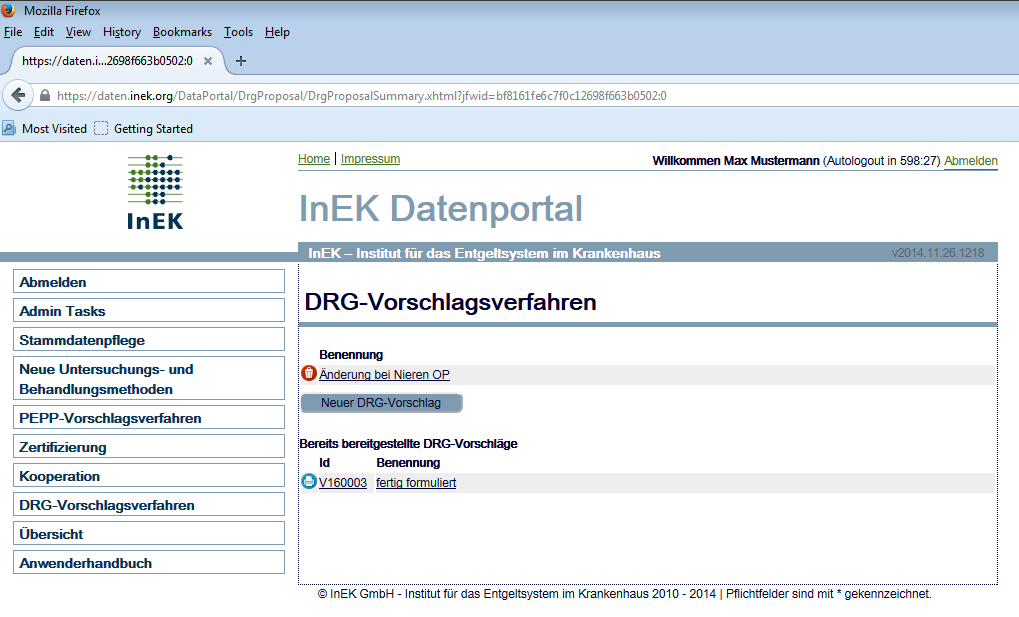 Mozilla Firefox
File Edit View History Bookmarks Tools Help
https://daten.i...2698f663b0502:0
https://daten.inek.org/DataPortal/DrgProposal/DrgProposalSummary.xhtml?jfwid=bf8161fe6c7f0c12698f663b0502:0
Most Visited Getting Started
InEK
Home | Impressum
Willkommen Max Mustermann (Autologout in 598:27) Abmelden
InEK Datenportal
InEK – Institut für das Entgeltsystem im Krankenhaus v2014.11.26.1218
Abmelden
Admin Tasks
Stammdatenpflege
Neue Untersuchungs- und
Behandlungsmethoden
PEPP-Vorschlagsverfahren
Zertifizierung
Kooperation
DRG-Vorschlagsverfahren
Übersicht
Anwenderhandbuch
DRG-Vorschlagsverfahren
Benennung
Änderung bei Nieren OP
Neuer DRG-Vorschlag
Bereits bereitgestellte DRG-Vorschläge
Id Benennung
V160003 fertig formuliert
© InEK GmbH - Institut für das Entgeltsystem im Krankenhaus 2010 - 2014 | Pflichtfelder sind mit * gekennzeichnet.